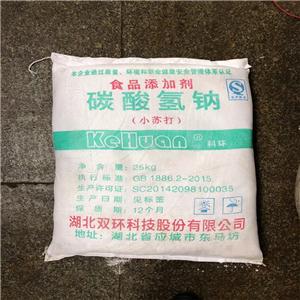 本企业通过质量、环境和职业健康安全管理体系认证
食品添加剂
碳酸氢钠
(小苏打)
KeHuan® 科环
净含量:25kg
执行标准:GB 1886.2-2015
生产许可证:SC20142098100035
生产日期:见标签
保质期:12个月
湖北双环科技股份有限公司
地址:湖北省应城市东马坊